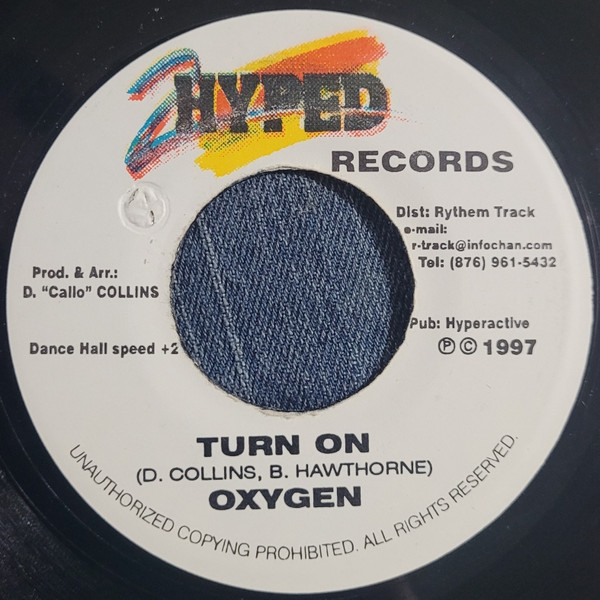 2 HYPED
RECORDS
A
Dist: Rythem Track
e-mail:
r-track@infochan.com
Tel: (876) 961-5432
Prod. & Arr.:
D. "Callo" COLLINS
Pub: Hyperactive
Dance Hall speed +2
Ⓟ © 1997
TURN ON
(D. COLLINS, B. HAWTHORNE)
OXYGEN
UNAUTHORIZED COPYING PROHIBITED. ALL RIGHTS RESERVED.